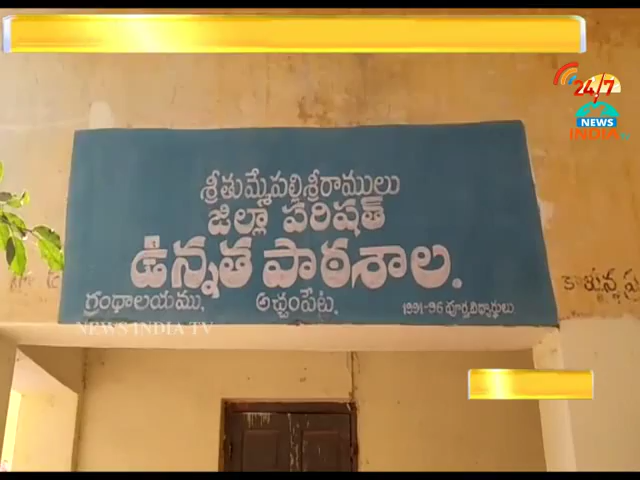 24/7
NEWS
INDIA
శ్రీ తుమ్మేపల్లి శ్రీరాములు
జిల్లా పరిషత్
ఉన్నత పాఠశాల.
గ్రంథాలయము, అచ్చంపేట, 1991-96 పూర్వ విద్యార్థులు
NEWS INDIA TV